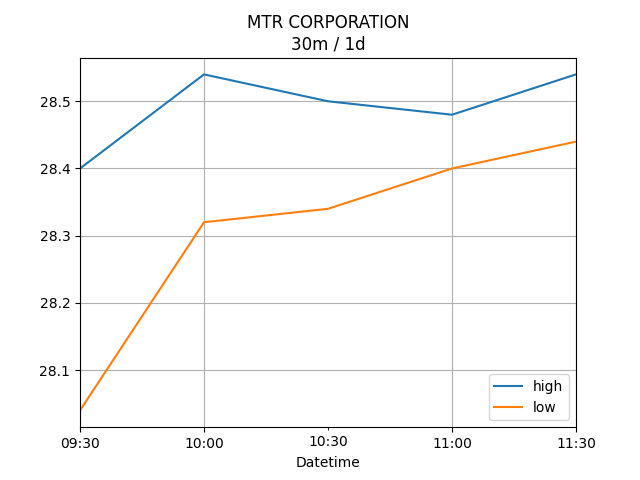 MTR CORPORATION
30m / 1d
28.5
28.4
28.3
28.2
28.1
high
low
09:30 10:00 10:30 11:00 11:30
Datetime